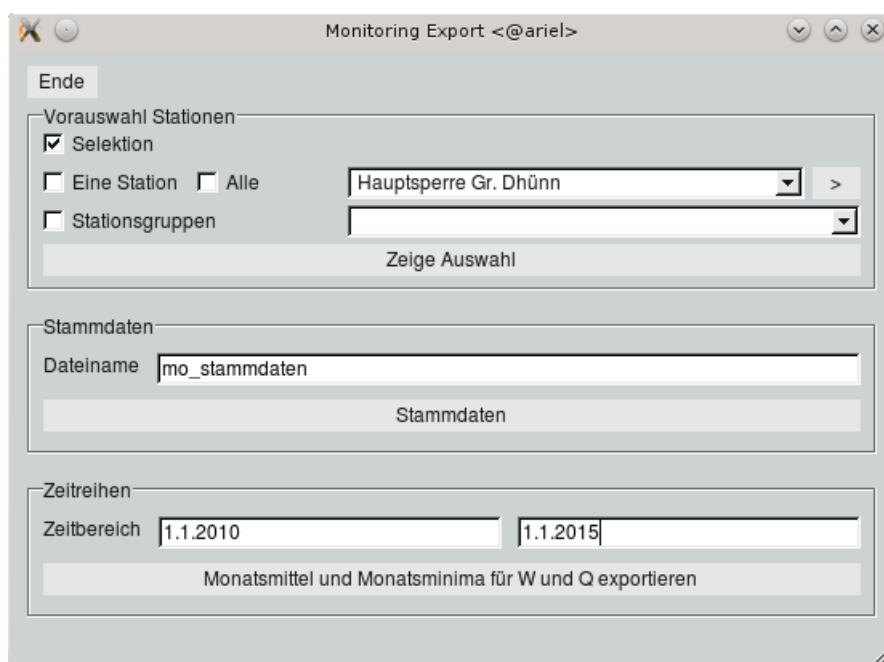 Monitoring Export <@ariel>
Ende
Vorauswahl Stationen
Selektion
Eine Station Alle Hauptsperre Gr. Dhünn >
Stationsgruppen
Zeige Auswahl
Stammdaten
Dateiname mo_stammdaten
Stammdaten
Zeitreihen
Zeitbereich 1.1.2010 1.1.2015
Monatsmittel und Monatsminima für W und Q exportieren